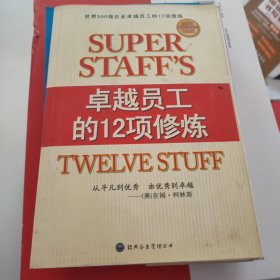 世界500强企业卓越员工的12项修炼
SUPER
STAFF'S
卓越员工
的12项修炼
TWELVE STUFF
从平凡到优秀 由优秀到卓越
——(美)吉姆·柯林斯